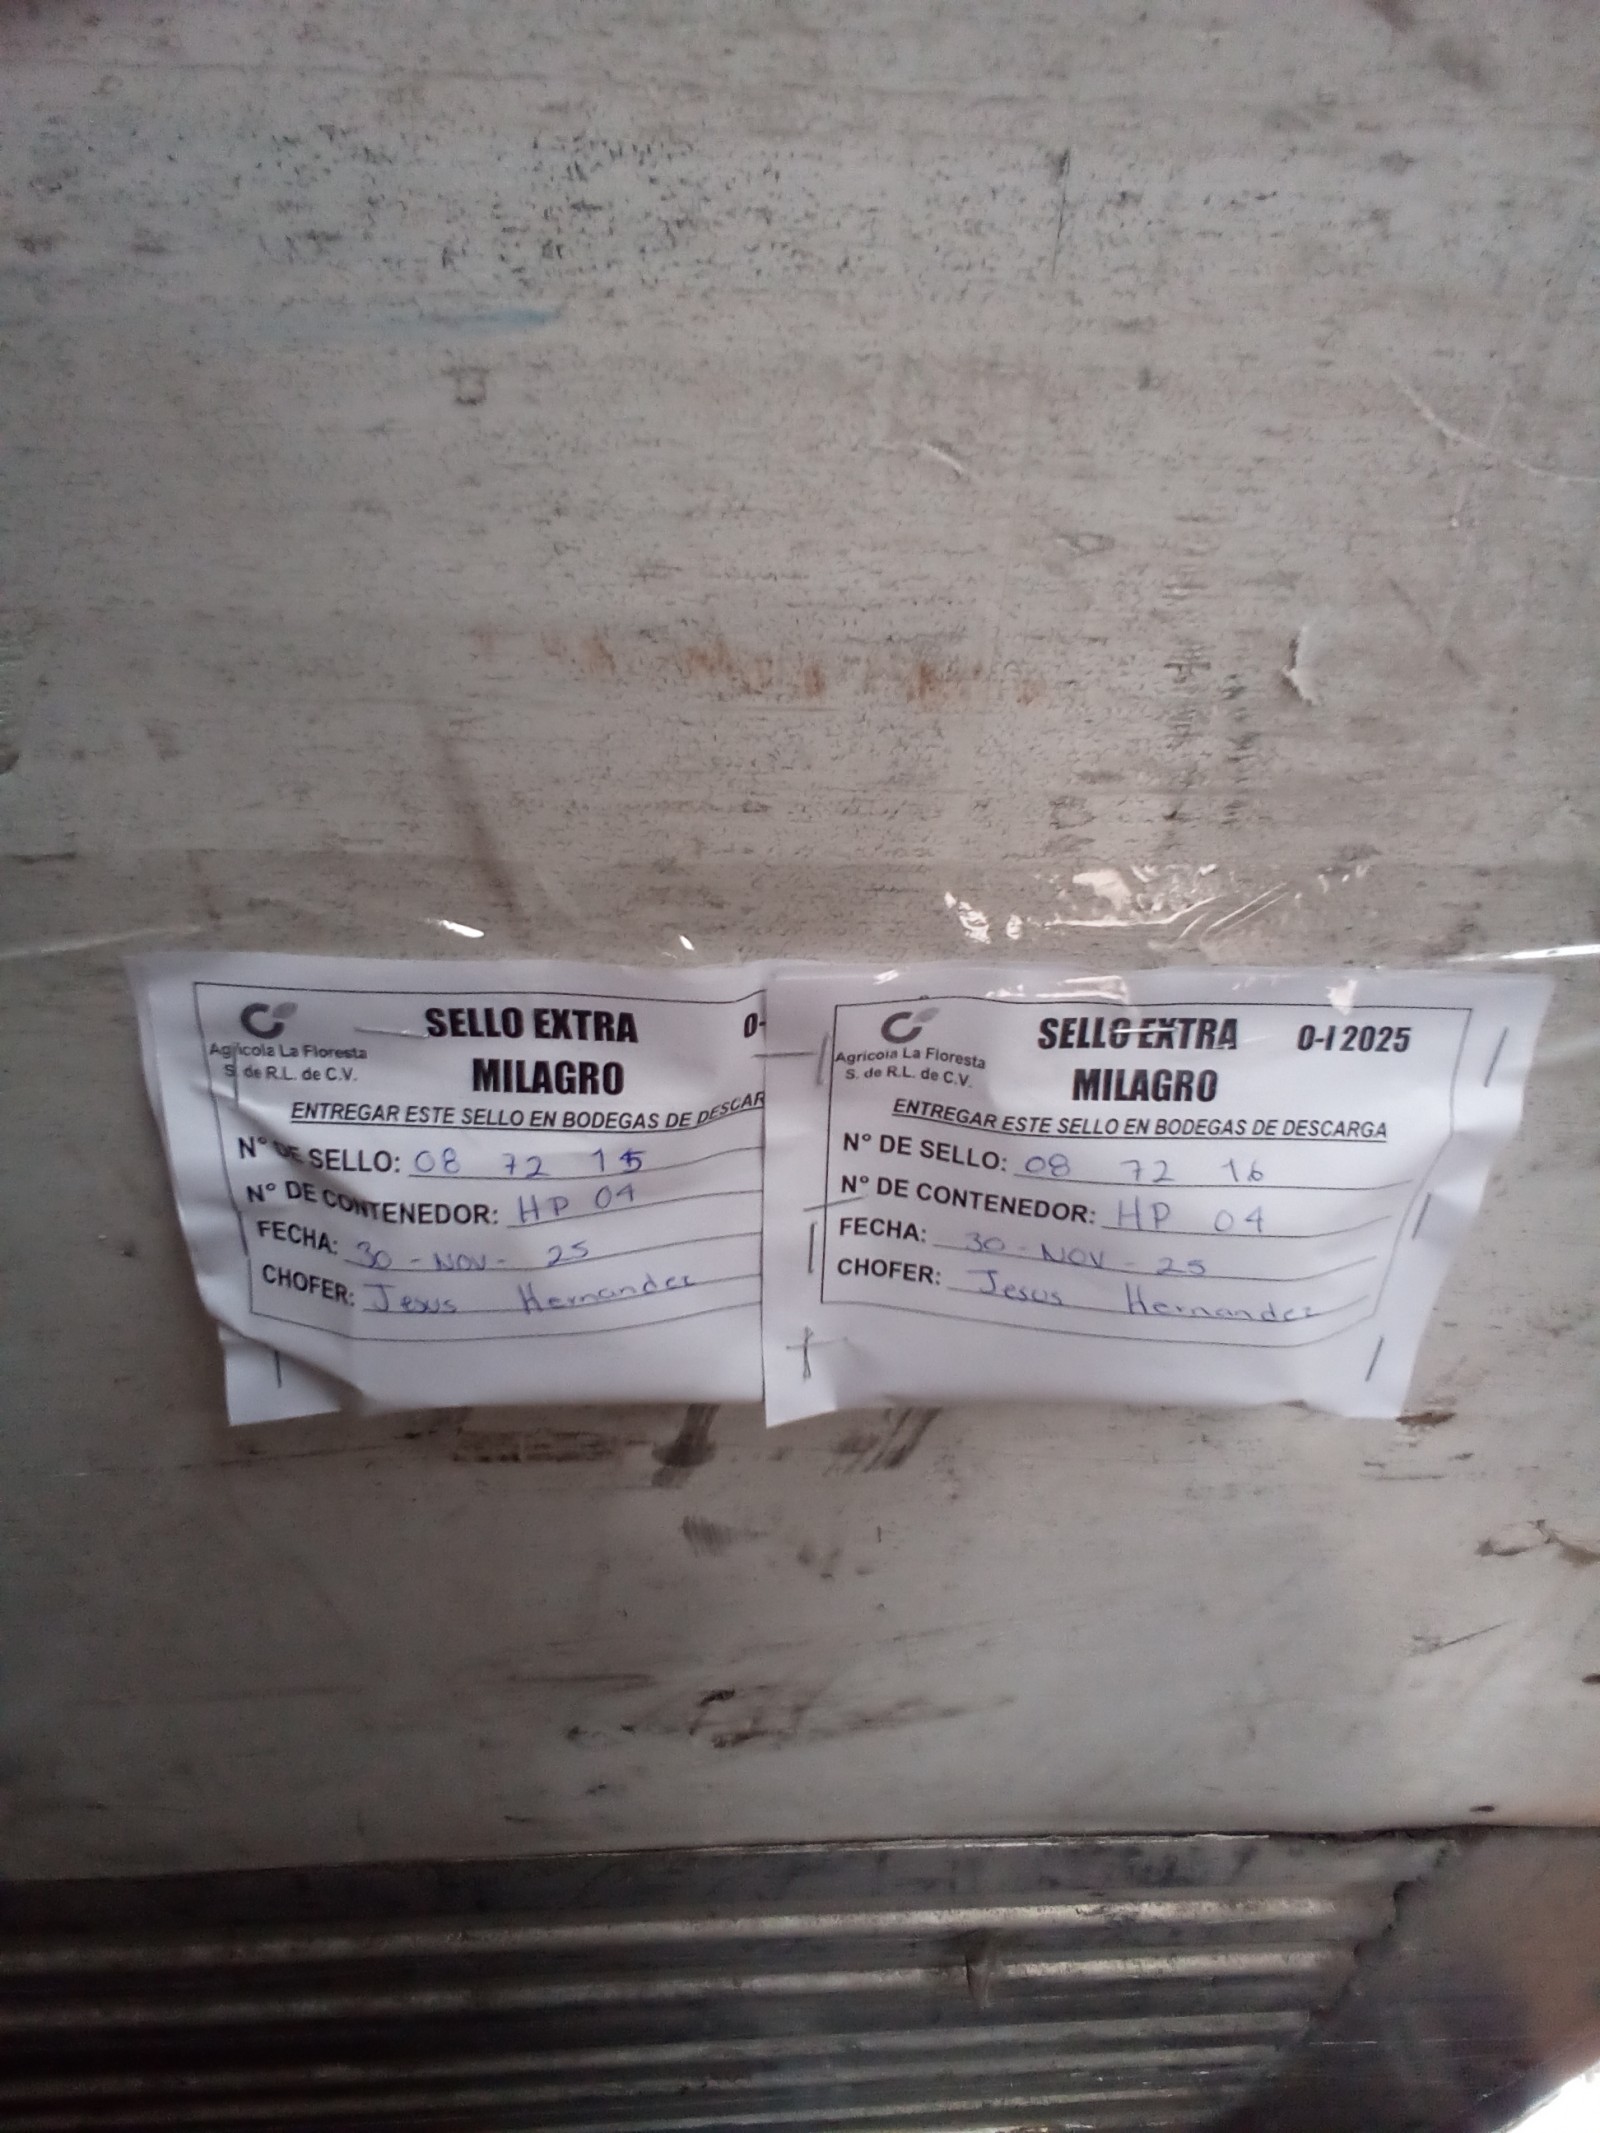 Agrícola La Floresta
S. de R.L. de C.V.
SELLO EXTRA 0-
MILAGRO
ENTREGAR ESTE SELLO EN BODEGAS DE DESCAR
N° DE SELLO: 08 72 15
N° DE CONTENEDOR: HP 04
FECHA: 30 - NOV - 25
CHOFER: Jesus Hernandez
Agrícola La Floresta
S. de R.L. de C.V.
SELLO EXTRA 0-I 2025
MILAGRO
ENTREGAR ESTE SELLO EN BODEGAS DE DESCARGA
N° DE SELLO: 08 72 16
N° DE CONTENEDOR: HP 04
FECHA: 30 - NOV - 25
CHOFER: Jesus Hernandez